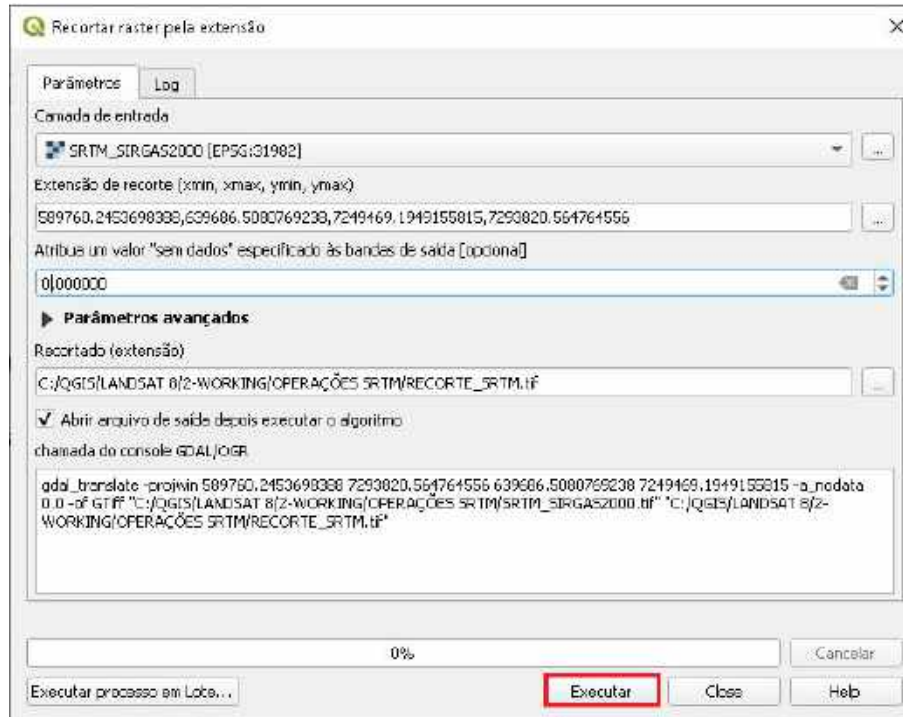 Recortar raster pela extensão
Parâmetros
Log
Camada de entrada
SRTM_SIRGAS2000 [EPSG:31982]
...
Extensão de recorte (xmin, xmax, ymin, ymax)
589760.2453698388,639686.5080769238,7249469.1949155815,7293820.564764556
...
Atribua um valor "sem dados" especificado às bandas de saída [opcional]
0,000000
Parâmetros avançados
Recortado (extensão)
C:/QGIS/LANDSAT 8/2-WORKING/OPERAÇÕES SRTM/RECORTE_SRTM.tif
...
Abrir arquivo de saída depois executar o algoritmo
chamada do console GDAL/OGR
gdal_translate -projwin 589760.2453698388 7293820.564764556 639686.5080769238 7249469.1949155815 -a_nodata
0.0 -of GTiff "C:/QGIS/LANDSAT 8/2-WORKING/OPERAÇÕES SRTM/SRTM_SIRGAS2000.tif" "C:/QGIS/LANDSAT 8/2-
WORKING/OPERAÇÕES SRTM/RECORTE_SRTM.tif"
0%
Cancelar
Executar processo em Lote...
Executar
Close
Help